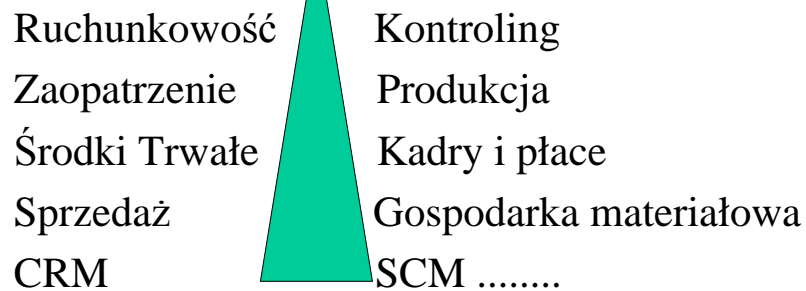 Ruchunkowość Kontroling
Zaopatrzenie Produkcja
Środki Trwałe Kadry i płace
Sprzedaż Gospodarka materiałowa
CRM SCM ........